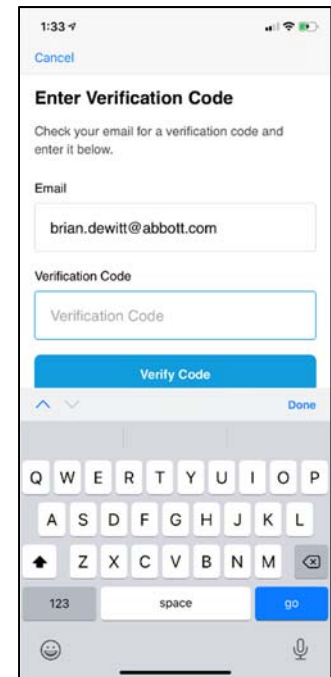 1:33
Cancel
Enter Verification Code
Check your email for a verification code and
enter it below.
Email
brian.dewitt@abbott.com
Verification Code
Verification Code
Verify Code
Done
Q W E R T Y U I O P
A S D F G H J K L
Z X C V B N M
123 space go